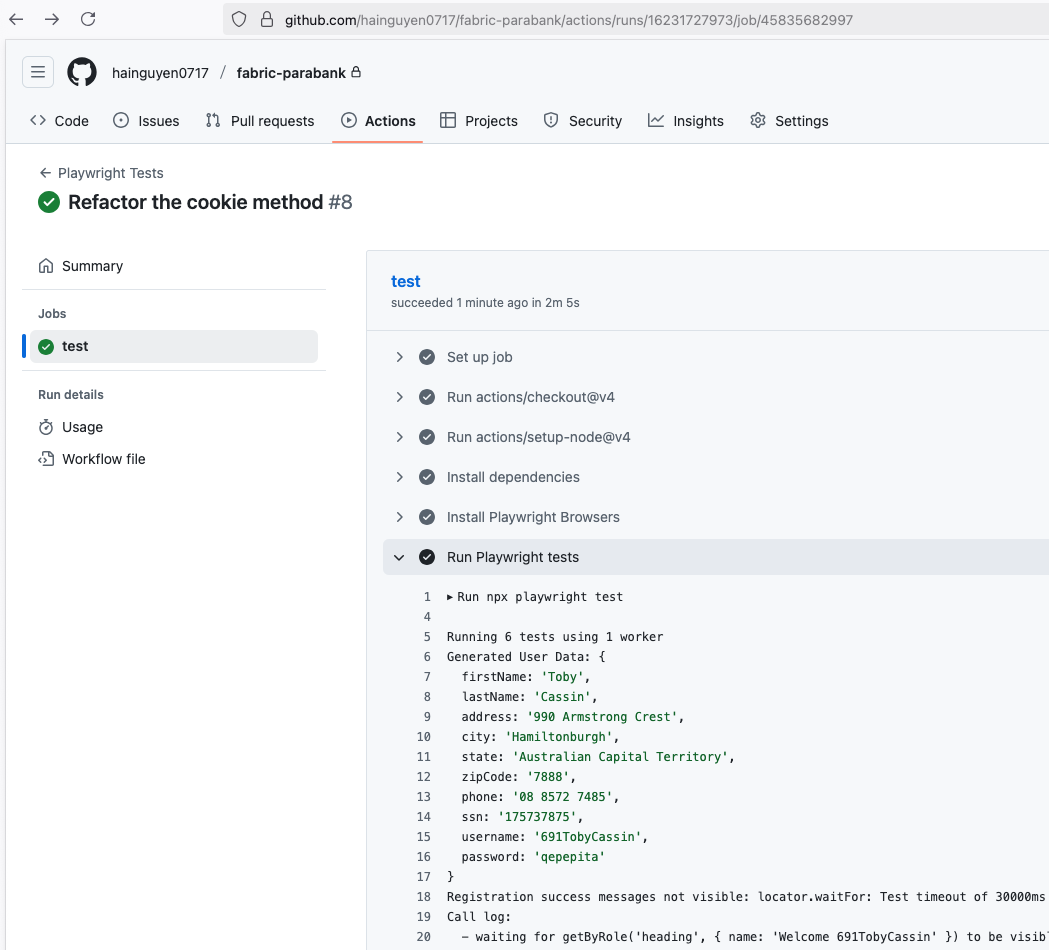 github.com/hainguyen0717/fabric-parabank/actions/runs/16231727973/job/45835682997
hainguyen0717 / fabric-parabank
Code Issues Pull requests Actions Projects Security Insights Settings
← Playwright Tests
Refactor the cookie method #8
Summary
Jobs
test
Run details
Usage
Workflow file
test
succeeded 1 minute ago in 2m 5s
Set up job
Run actions/checkout@v4
Run actions/setup-node@v4
Install dependencies
Install Playwright Browsers
Run Playwright tests
1 ▸ Run npx playwright test
4
5 Running 6 tests using 1 worker
6 Generated User Data: {
7 firstName: 'Toby',
8 lastName: 'Cassin',
9 address: '990 Armstrong Crest',
10 city: 'Hamiltonburgh',
11 state: 'Australian Capital Territory',
12 zipCode: '7888',
13 phone: '08 8572 7485',
14 ssn: '175737875',
15 username: '691TobyCassin',
16 password: 'qepepita'
17 }
18 Registration success messages not visible: locator.waitFor: Test timeout of 30000ms
19 Call log:
20 - waiting for getByRole('heading', { name: 'Welcome 691TobyCassin' }) to be